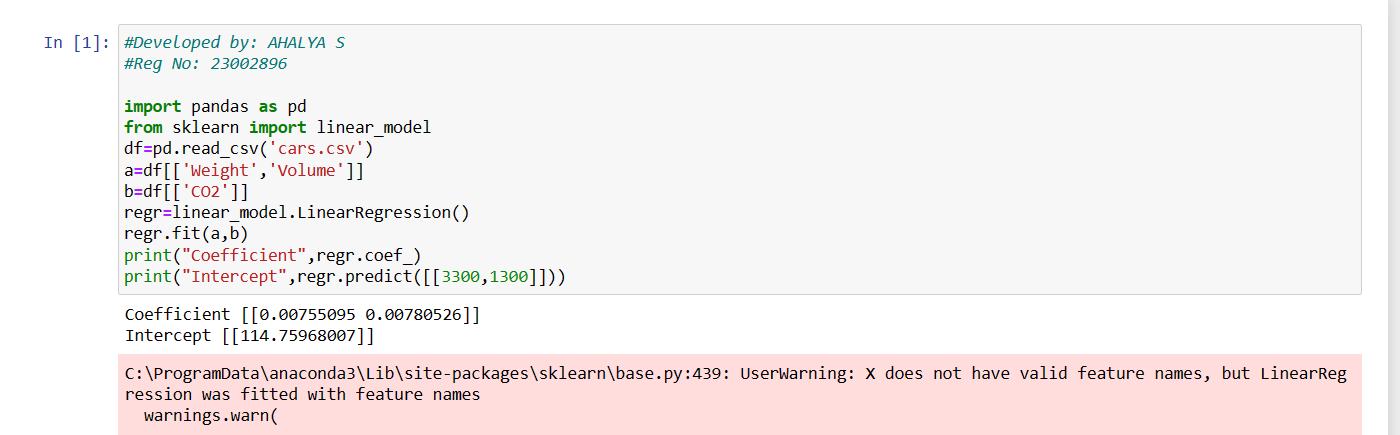 In [1]: #Developed by: AHALYA S
#Reg No: 23002896
import pandas as pd
from sklearn import linear_model
df=pd.read_csv('cars.csv')
a=df[['Weight','Volume']]
b=df[['CO2']]
regr=linear_model.LinearRegression()
regr.fit(a,b)
print("Coefficient",regr.coef_)
print("Intercept",regr.predict([[3300,1300]]))
Coefficient [[0.00755095 0.00780526]]
Intercept [[114.75968007]]
C:\ProgramData\anaconda3\Lib\site-packages\sklearn\base.py:439: UserWarning: X does not have valid feature names, but LinearReg
ression was fitted with feature names
  warnings.warn(